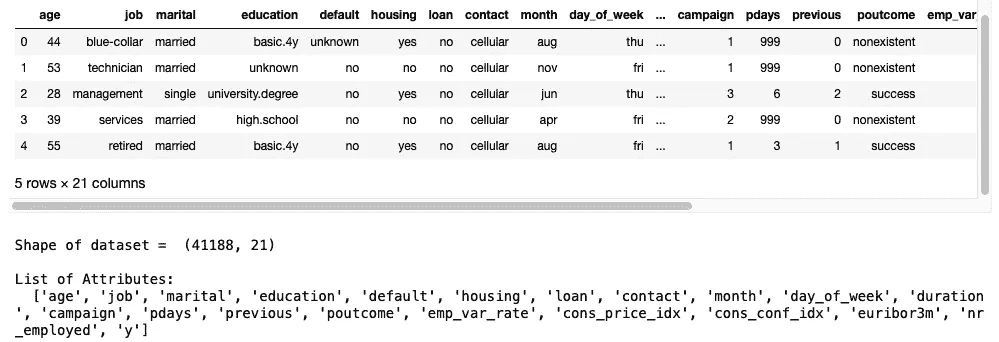 age job marital education default housing loan contact month day_of_week ... campaign pdays previous poutcome emp_var
0 44 blue-collar married basic.4y unknown yes no cellular aug thu ... 1 999 0 nonexistent
1 53 technician married unknown no no no cellular nov fri ... 1 999 0 nonexistent
2 28 management single university.degree no yes no cellular jun thu ... 3 6 2 success
3 39 services married high.school no no no cellular apr fri ... 2 999 0 nonexistent
4 55 retired married basic.4y no yes no cellular aug fri ... 1 3 1 success
5 rows × 21 columns
Shape of dataset = (41188, 21)
List of Attributes:
['age', 'job', 'marital', 'education', 'default', 'housing', 'loan', 'contact', 'month', 'day_of_week', 'duration
', 'campaign', 'pdays', 'previous', 'poutcome', 'emp_var_rate', 'cons_price_idx', 'cons_conf_idx', 'euribor3m', 'nr
_employed', 'y']